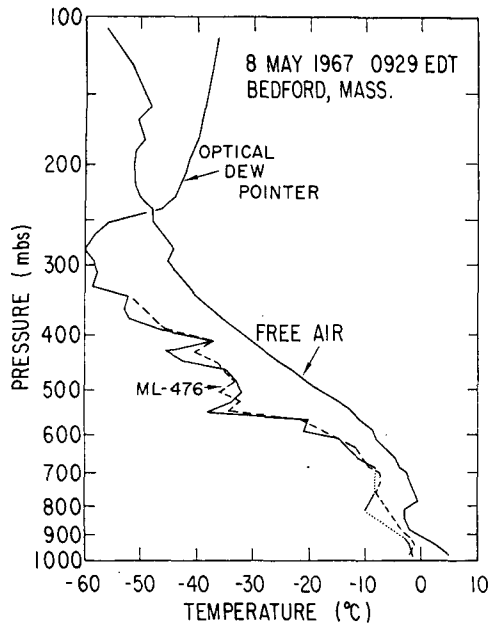 8 MAY 1967 0929 EDT
BEDFORD, MASS.
OPTICAL
DEW
POINTER
FREE AIR
ML-476
PRESSURE (mbs)
100
200
300
400
500
600
700
800
900
1000
-60 -50 -40 -30 -20 -10 0 10
TEMPERATURE (°C)